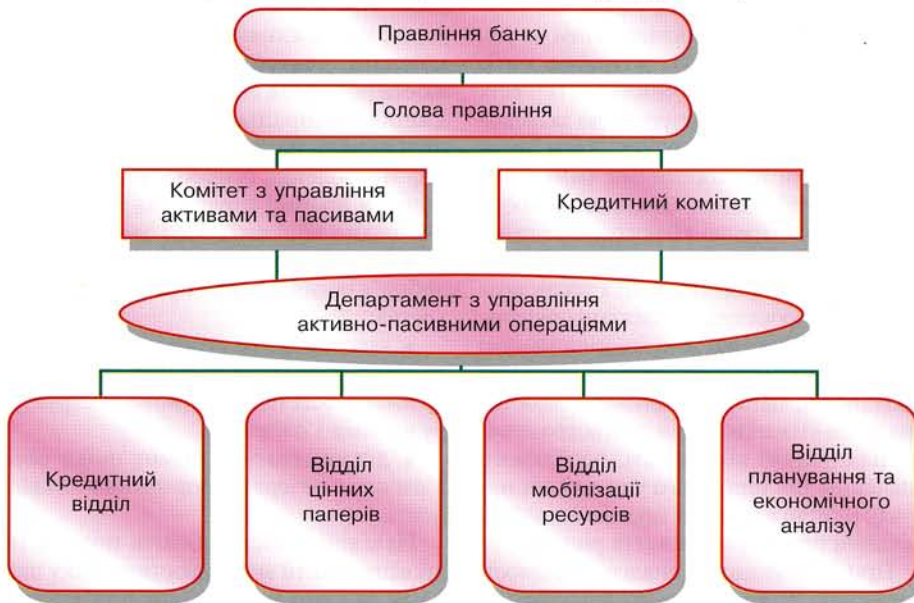 Правління банку
Голова правління
Комітет з управління
активами та пасивами
Кредитний комітет
Департамент з управління
активно-пасивними операціями
Кредитний
відділ
Відділ
цінних
паперів
Відділ
мобілізації
ресурсів
Відділ
планування та
економічного
аналізу